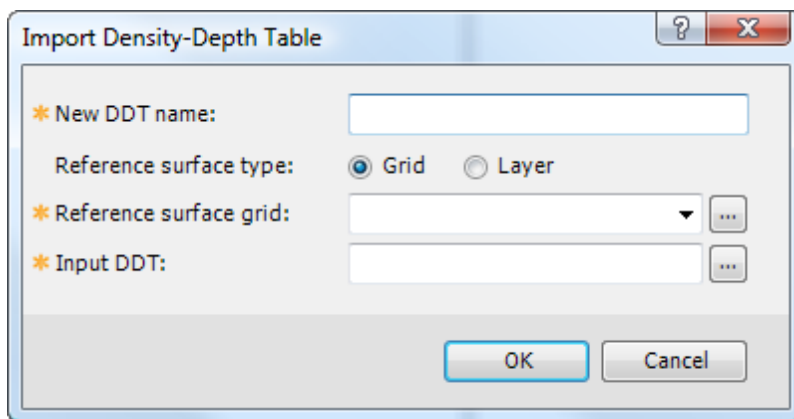 Import Density-Depth Table
? X
* New DDT name:
Reference surface type: Grid Layer
* Reference surface grid: ...
* Input DDT: ...
OK Cancel